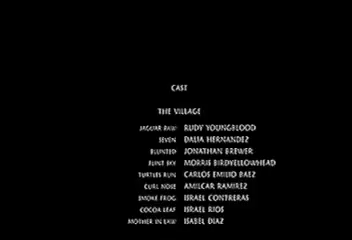 CAST
THE VILLAGE
JAGUAR PAW RUDY YOUNGBLOOD
SEVEN DALIA HERNANDEZ
BLUNTED JONATHAN BREWER
FLINT SKY MORRIS BIRDYELLOWHEAD
TURTLES RUN CARLOS EMILIO BAEZ
CURL NOSE AMILCAR RAMIREZ
SMOKE FROG ISRAEL CONTRERAS
COCOA LEAF ISRAEL RIOS
MOTHER IN LAW ISABEL DIAZ